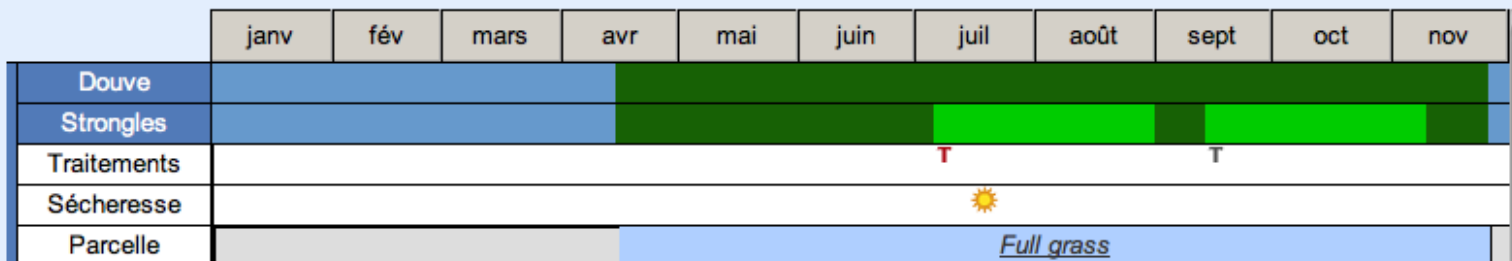 janv fév mars avr mai juin juil août sept oct nov
Douve
Strongles
Traitements T T
Sécheresse
Parcelle Full grass